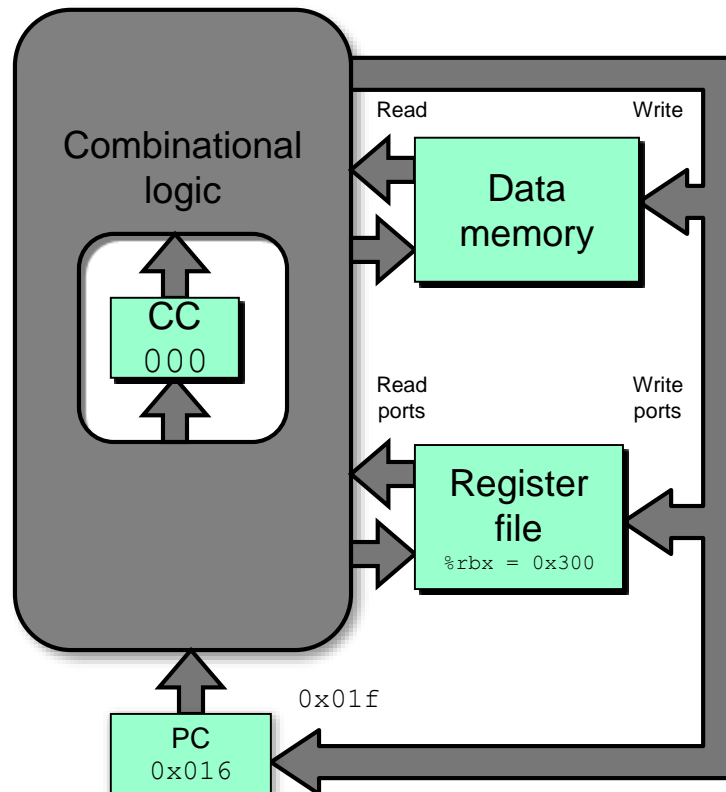 Read
Write
Combinational
logic
Data
memory
CC
000
Read
ports
Write
ports
Register
file
%rbx = 0x300
0x01f
PC
0x016